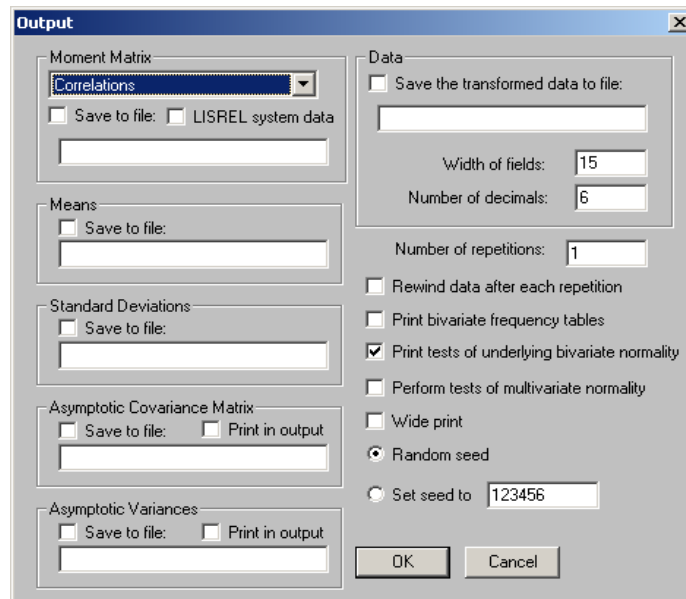 Output
Moment Matrix
Correlations
Save to file: LISREL system data
Means
Save to file:
Standard Deviations
Save to file:
Asymptotic Covariance Matrix
Save to file: Print in output
Asymptotic Variances
Save to file: Print in output
Data
Save the transformed data to file:
Width of fields: 15
Number of decimals: 6
Number of repetitions: 1
Rewind data after each repetition
Print bivariate frequency tables
Print tests of underlying bivariate normality
Perform tests of multivariate normality
Wide print
Random seed
Set seed to 123456
OK Cancel